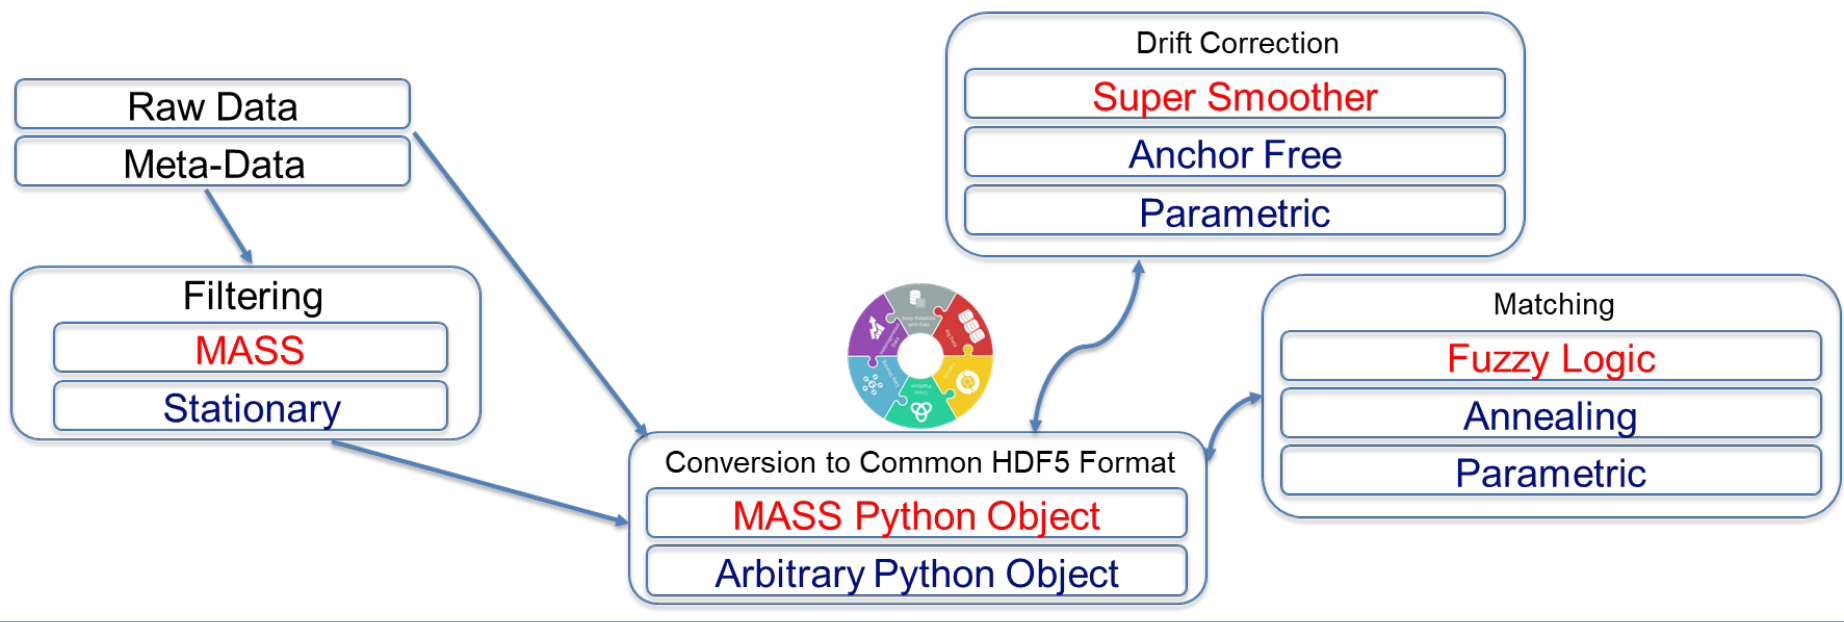 Raw Data
Meta-Data
Filtering
MASS
Stationary
Drift Correction
Super Smoother
Anchor Free
Parametric
Matching
Fuzzy Logic
Annealing
Parametric
Conversion to Common HDF5 Format
MASS Python Object
Arbitrary Python Object